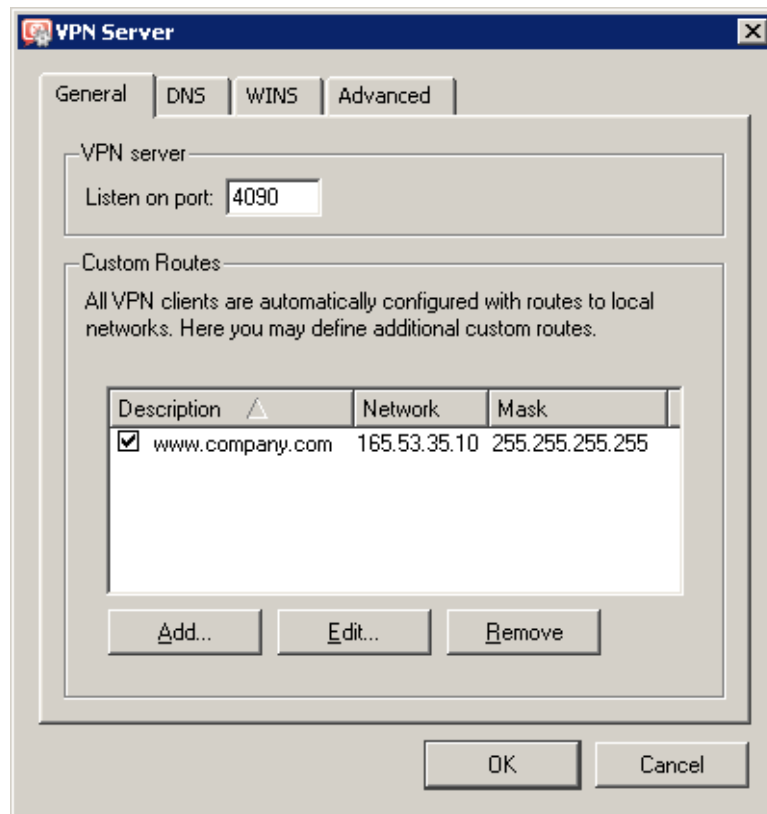 VPN Server
General DNS WINS Advanced
VPN server
Listen on port: 4090
Custom Routes
All VPN clients are automatically configured with routes to local
networks. Here you may define additional custom routes.
Description Network Mask
www.company.com 165.53.35.10 255.255.255.255
Add... Edit... Remove
OK Cancel